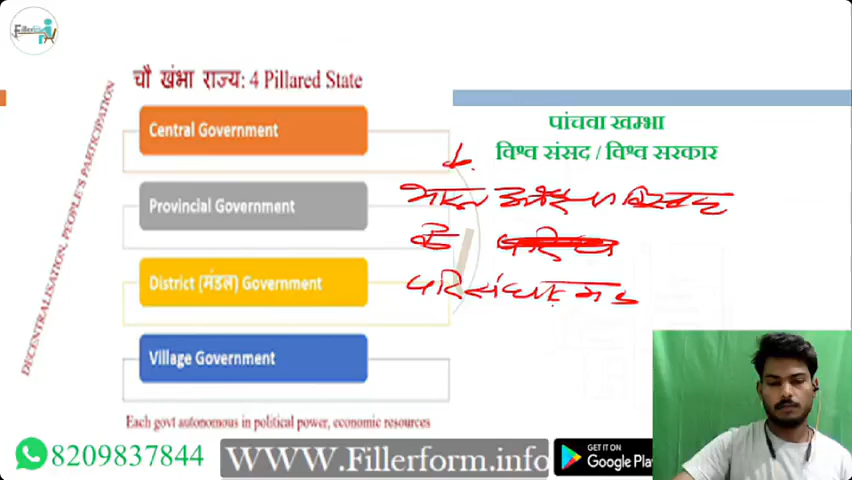 Fillerform
चौ खंभा राज्य: 4 Pillared State
DECENTRALISATION, PEOPLE'S PARTICIPATION
Central Government
Provincial Government
District (मंडल) Government
Village Government
Each govt autonomous in political power, economic resources
पांचवा खम्भा
विश्व संसद / विश्व सरकार
के
8209837844
WWW.Fillerform.info
GET IT ON
Google Play